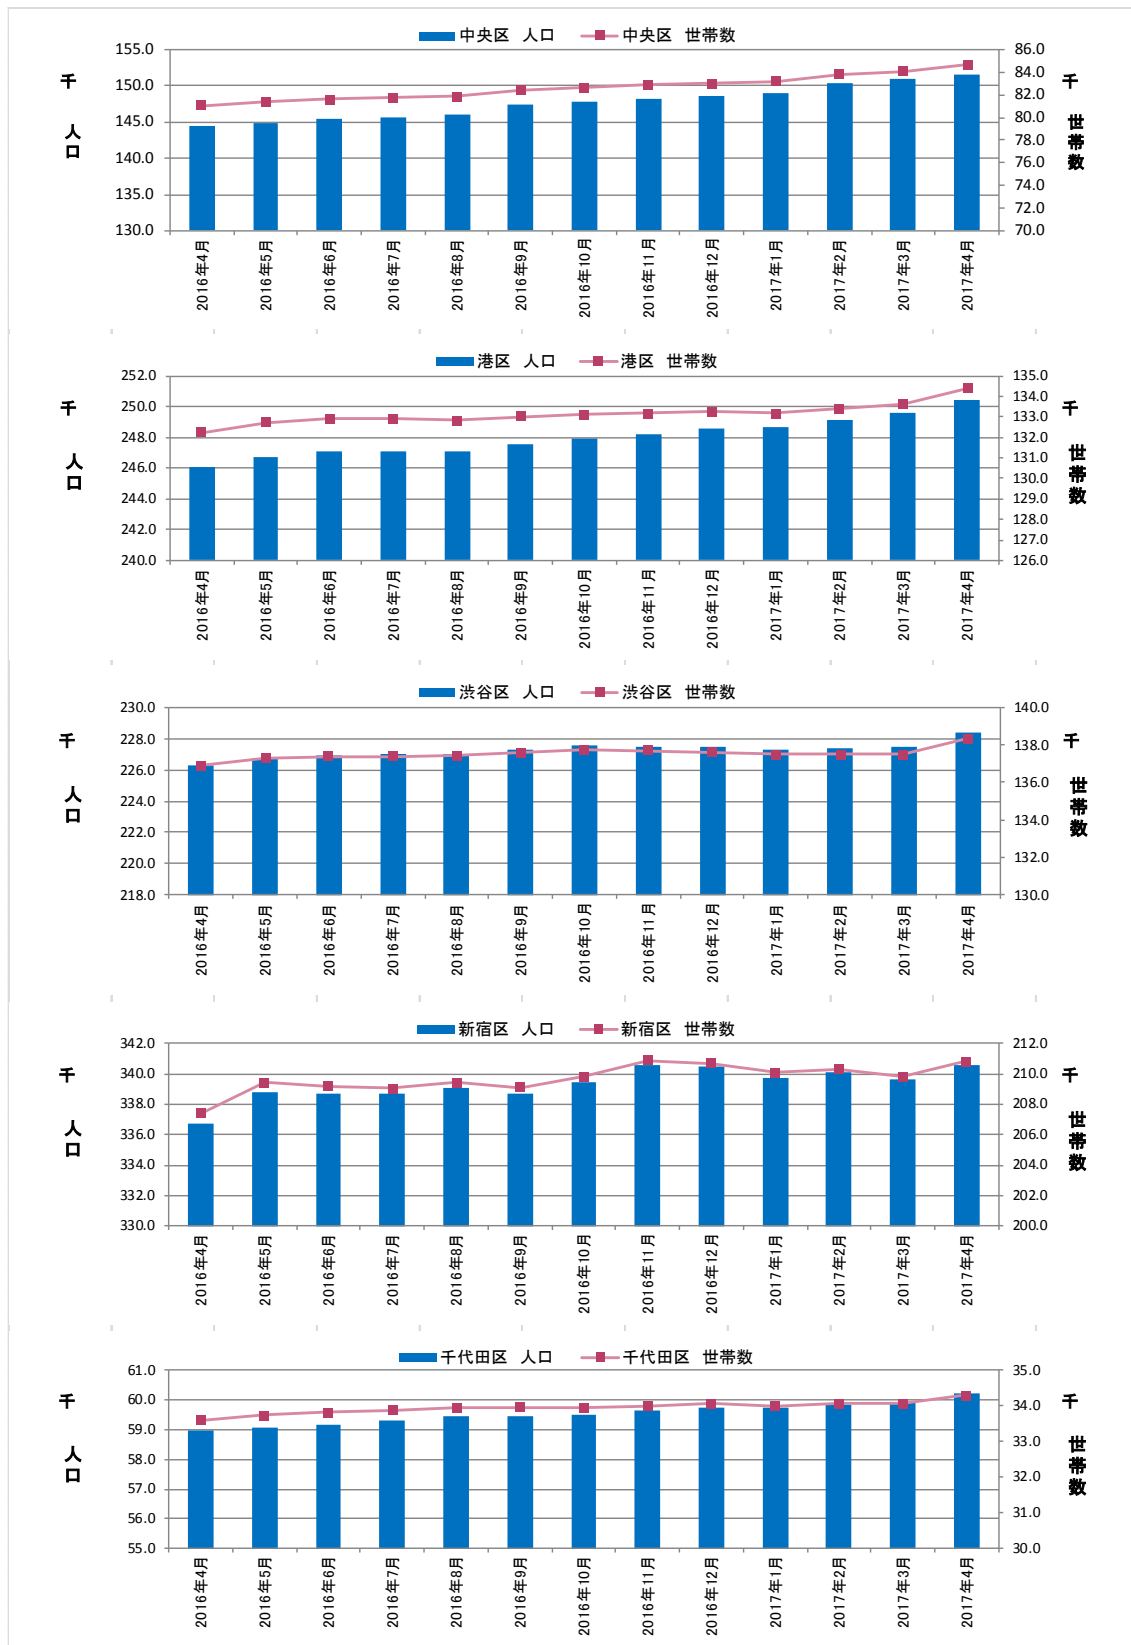 中央区　人口　中央区　世帯数
千
人口
155.0
150.0
145.0
140.0
135.0
130.0
86.0
84.0
82.0
80.0
78.0
76.0
74.0
72.0
70.0
千
世帯数
2016年4月
2016年5月
2016年6月
2016年7月
2016年8月
2016年9月
2016年10月
2016年11月
2016年12月
2017年1月
2017年2月
2017年3月
2017年4月
港区　人口　港区　世帯数
千
人口
252.0
250.0
248.0
246.0
244.0
242.0
240.0
135.0
134.0
133.0
132.0
131.0
130.0
129.0
128.0
127.0
126.0
千
世帯数
2016年4月
2016年5月
2016年6月
2016年7月
2016年8月
2016年9月
2016年10月
2016年11月
2016年12月
2017年1月
2017年2月
2017年3月
2017年4月
渋谷区　人口　渋谷区　世帯数
千
人口
230.0
228.0
226.0
224.0
222.0
220.0
218.0
140.0
138.0
136.0
134.0
132.0
130.0
千
世帯数
2016年4月
2016年5月
2016年6月
2016年7月
2016年8月
2016年9月
2016年10月
2016年11月
2016年12月
2017年1月
2017年2月
2017年3月
2017年4月
新宿区　人口　新宿区　世帯数
千
人口
342.0
340.0
338.0
336.0
334.0
332.0
330.0
212.0
210.0
208.0
206.0
204.0
202.0
200.0
千
世帯数
2016年4月
2016年5月
2016年6月
2016年7月
2016年8月
2016年9月
2016年10月
2016年11月
2016年12月
2017年1月
2017年2月
2017年3月
2017年4月
千代田区　人口　千代田区　世帯数
千
人口
61.0
60.0
59.0
58.0
57.0
56.0
55.0
35.0
34.0
33.0
32.0
31.0
30.0
千
世帯数
2016年4月
2016年5月
2016年6月
2016年7月
2016年8月
2016年9月
2016年10月
2016年11月
2016年12月
2017年1月
2017年2月
2017年3月
2017年4月